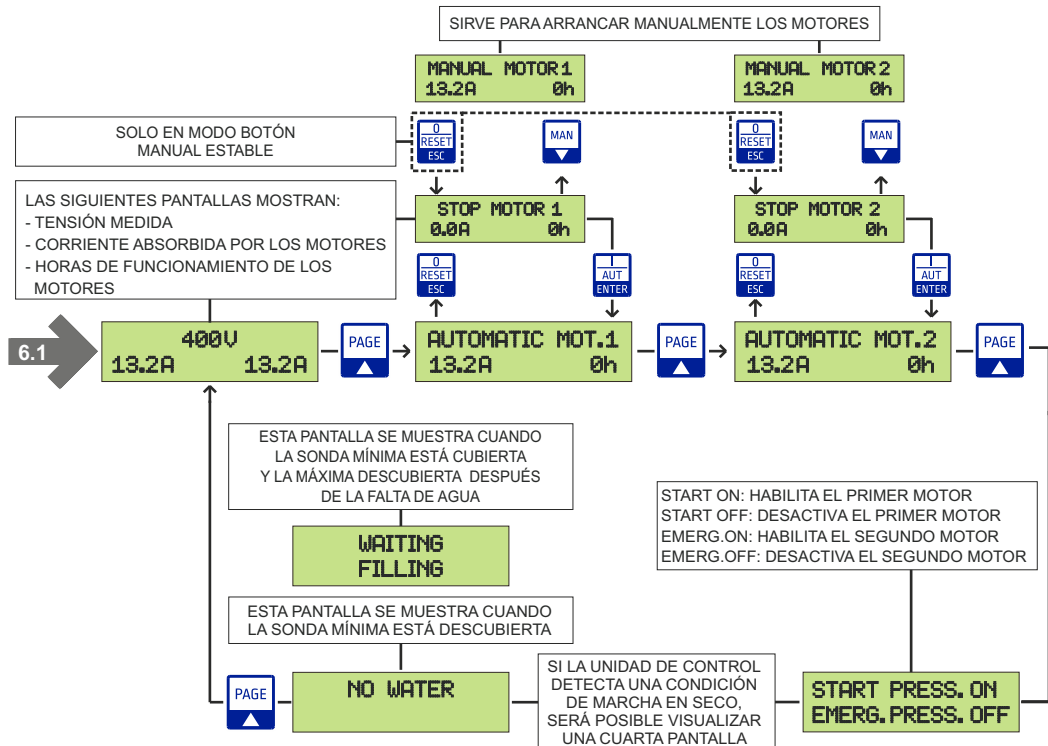 SIRVE PARA ARRANCAR MANUALMENTE LOS MOTORES
MANUAL MOTOR 1
13.2A 0h
MANUAL MOTOR 2
13.2A 0h
SOLO EN MODO BOTÓN
MANUAL ESTABLE
0
RESET
ESC
MAN
0
RESET
ESC
MAN
LAS SIGUIENTES PANTALLAS MOSTRAN:
- TENSIÓN MEDIDA
- CORRIENTE ABSORBIDA POR LOS MOTORES
- HORAS DE FUNCIONAMIENTO DE LOS
MOTORES
STOP MOTOR 1
0.0A 0h
STOP MOTOR 2
0.0A 0h
0
RESET
ESC
I
AUT
ENTER
0
RESET
ESC
I
AUT
ENTER
6.1
400V
13.2A 13.2A
PAGE
AUTOMATIC MOT.1
13.2A 0h
PAGE
AUTOMATIC MOT.2
13.2A 0h
PAGE
ESTA PANTALLA SE MUESTRA CUANDO
LA SONDA MÍNIMA ESTÁ CUBIERTA
Y LA MÁXIMA DESCUBIERTA DESPUÉS
DE LA FALTA DE AGUA
WAITING
FILLING
START ON: HABILITA EL PRIMER MOTOR
START OFF: DESACTIVA EL PRIMER MOTOR
EMERG.ON: HABILITA EL SEGUNDO MOTOR
EMERG.OFF: DESACTIVA EL SEGUNDO MOTOR
ESTA PANTALLA SE MUESTRA CUANDO
LA SONDA MÍNIMA ESTÁ DESCUBIERTA
PAGE
NO WATER
SI LA UNIDAD DE CONTROL
DETECTA UNA CONDICIÓN
DE MARCHA EN SECO,
SERÁ POSIBLE VISUALIZAR
UNA CUARTA PANTALLA
START PRESS. ON
EMERG. PRESS. OFF